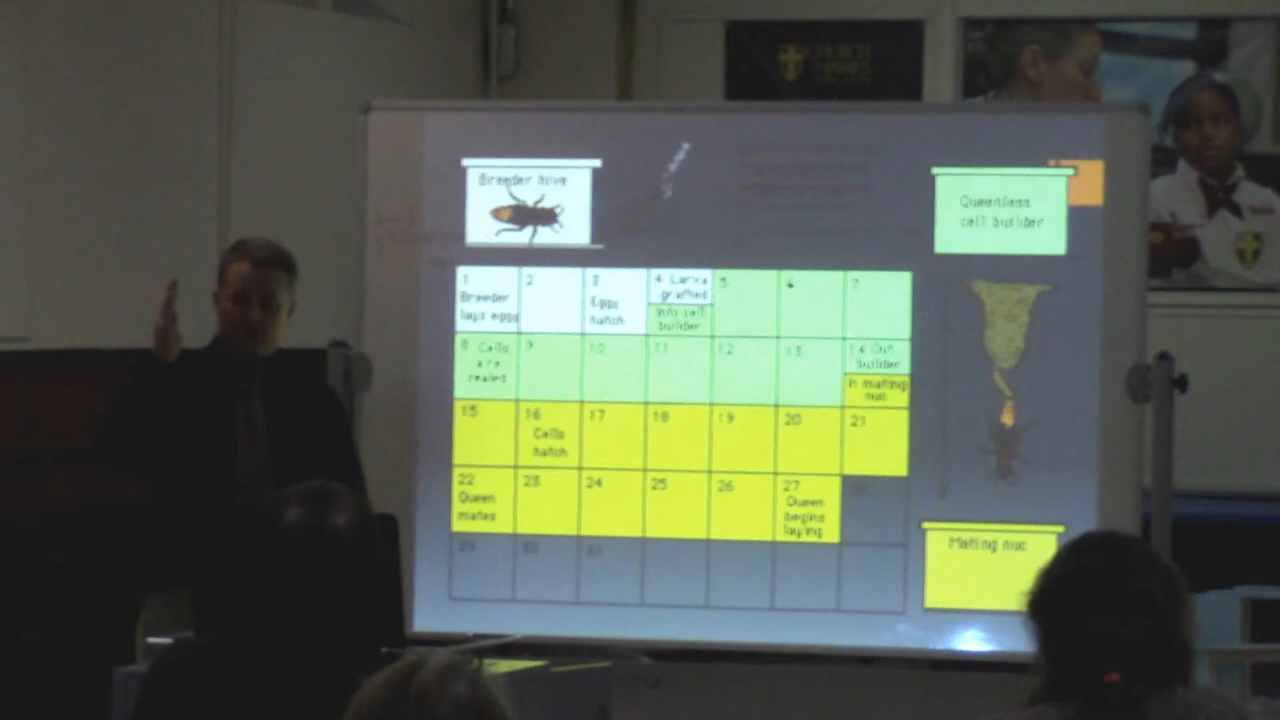 CHURCH
Breeder hive
Queenless
cell builder
1
Breeder
lays eggs
2
3
Eggs
hatch
4 Larva
grafted
Into cell
builder
5
6
7
8 Cells
are
sealed
9
10
11
12
13
14 Out
builder
In mating
nuc
15
16
Cells
hatch
17
18
19
20
21
22
Queen
mates
23
24
25
26
27
Queen
begins
laying
Mating nuc